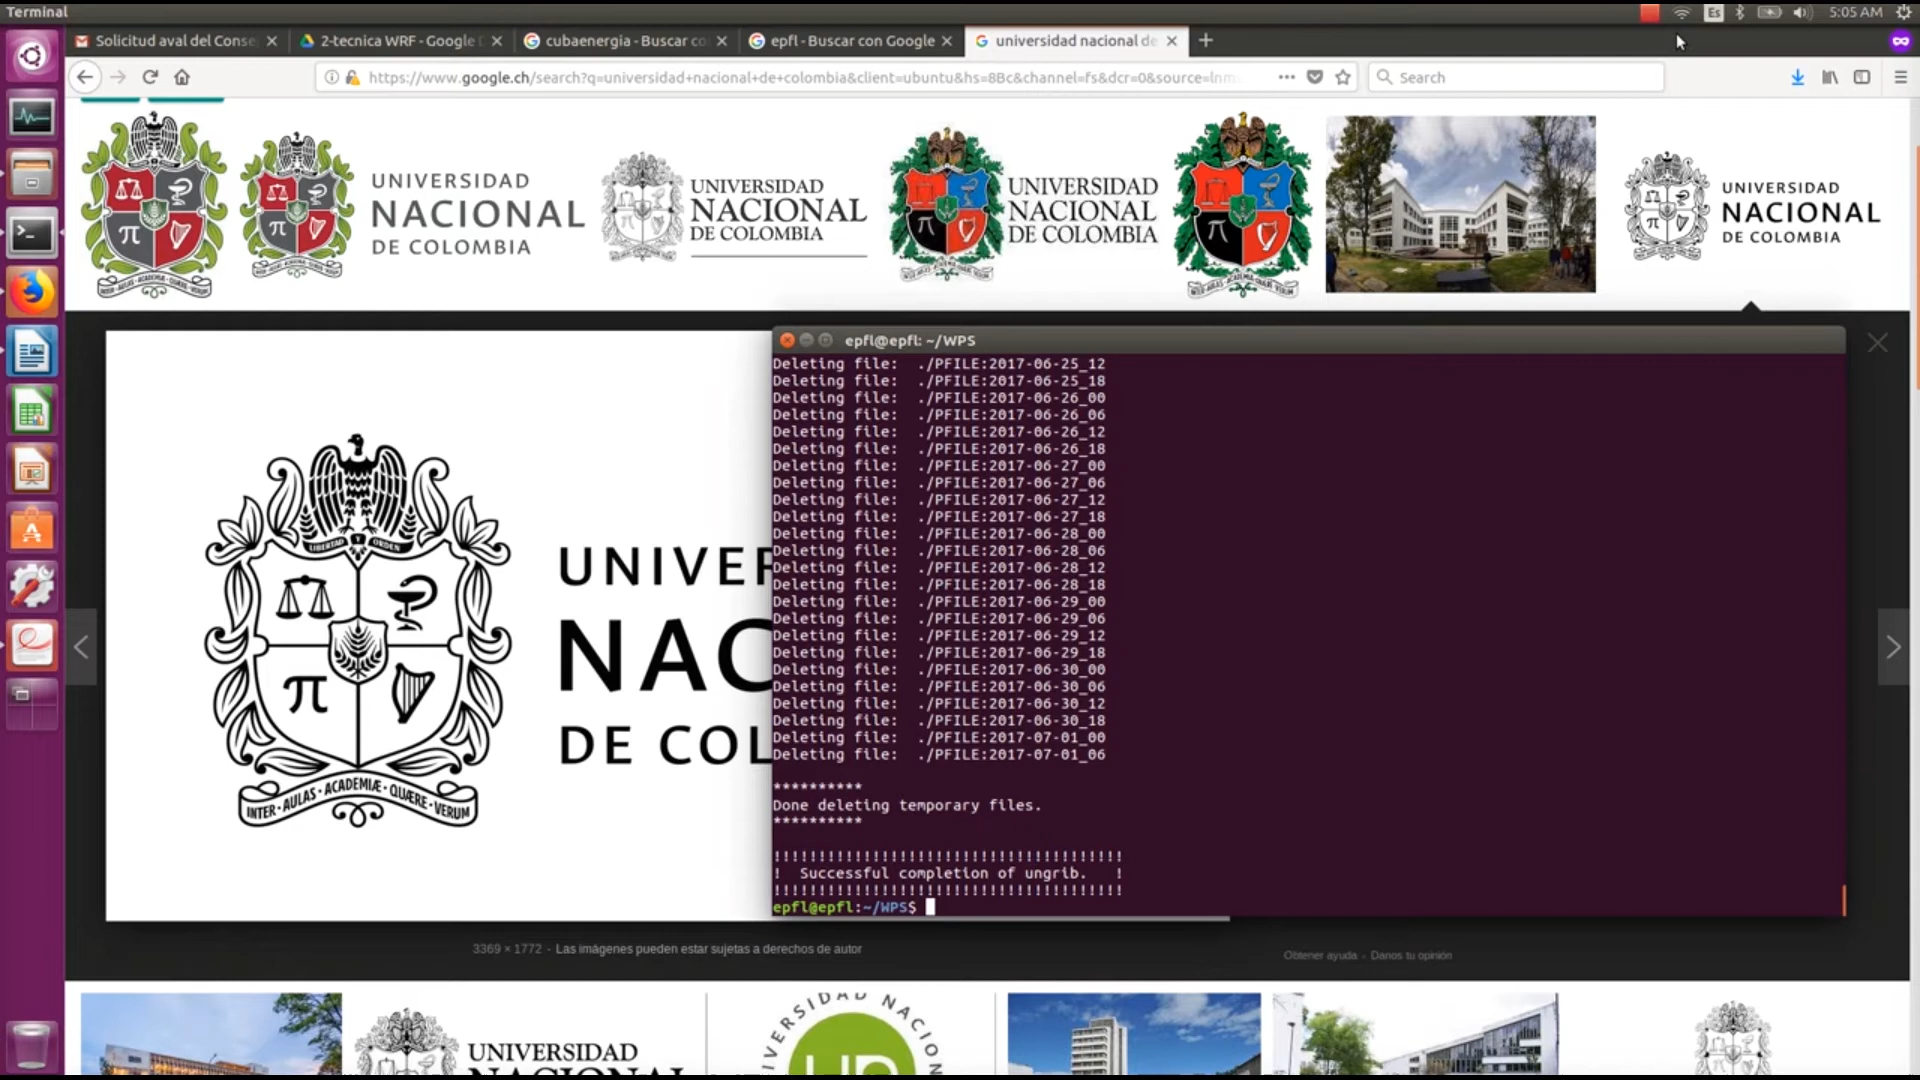 Terminal
Es
5:05 AM
Solicitud aval del Conse
2-tecnica WRF - Google D
cubaenergia - Buscar co
epfl - Buscar con Google
universidad nacional de
https://www.google.ch/search?q=universidad+nacional+de+colombia&client=ubuntu&hs=8Bc&channel=fs&dcr=0&source=lnm
Search
UNIVERSIDAD
NACIONAL
DE COLOMBIA
UNIVERSIDAD
NACIONAL
DE COLOMBIA
UNIVERSIDAD
NACIONAL
DE COLOMBIA
UNIVERSIDAD
NACIONAL
DE COLOMBIA
LIBERTAD Y ORDEN
π
INTER · AULAS · ACADEMIÆ · QUÆRE · VERUM
UNIVER
NAC
DE COL
epfl@epfl: ~/WPS
Deleting file:  ./PFILE:2017-06-25_12
Deleting file:  ./PFILE:2017-06-25_18
Deleting file:  ./PFILE:2017-06-26_00
Deleting file:  ./PFILE:2017-06-26_06
Deleting file:  ./PFILE:2017-06-26_12
Deleting file:  ./PFILE:2017-06-26_18
Deleting file:  ./PFILE:2017-06-27_00
Deleting file:  ./PFILE:2017-06-27_06
Deleting file:  ./PFILE:2017-06-27_12
Deleting file:  ./PFILE:2017-06-27_18
Deleting file:  ./PFILE:2017-06-28_00
Deleting file:  ./PFILE:2017-06-28_06
Deleting file:  ./PFILE:2017-06-28_12
Deleting file:  ./PFILE:2017-06-28_18
Deleting file:  ./PFILE:2017-06-29_00
Deleting file:  ./PFILE:2017-06-29_06
Deleting file:  ./PFILE:2017-06-29_12
Deleting file:  ./PFILE:2017-06-29_18
Deleting file:  ./PFILE:2017-06-30_00
Deleting file:  ./PFILE:2017-06-30_06
Deleting file:  ./PFILE:2017-06-30_12
Deleting file:  ./PFILE:2017-06-30_18
Deleting file:  ./PFILE:2017-07-01_00
Deleting file:  ./PFILE:2017-07-01_06
**********
Done deleting temporary files.
**********
!!!!!!!!!!!!!!!!!!!!!!!!!!!!!!!!!!!!!!!
!  Successful completion of ungrib.   !
!!!!!!!!!!!!!!!!!!!!!!!!!!!!!!!!!!!!!!!
epfl@epfl:~/WPS$
3369 × 1772 - Las imágenes pueden estar sujetas a derechos de autor
Obtener ayuda - Danos tu opinión
UNIVERSIDAD
NACIONAL
VERSIDAD NACION
UN